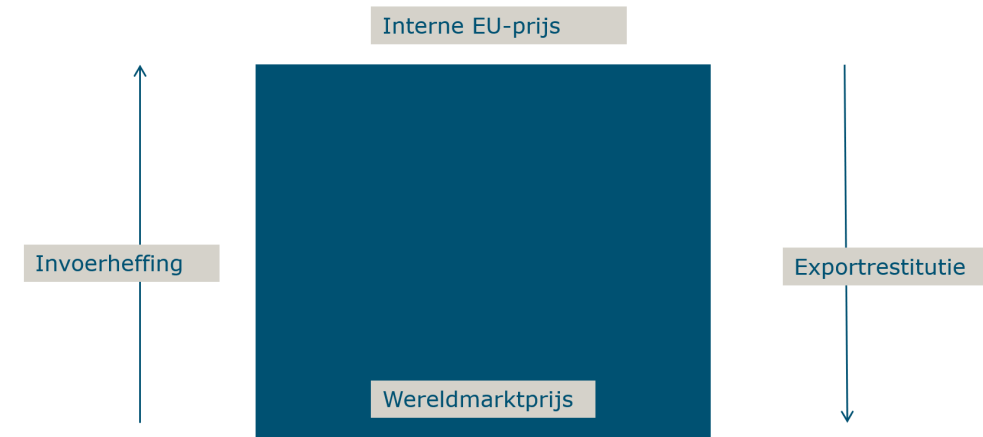 Interne EU-prijs
Invoerheffing
Exportrestitutie
Wereldmarktprijs